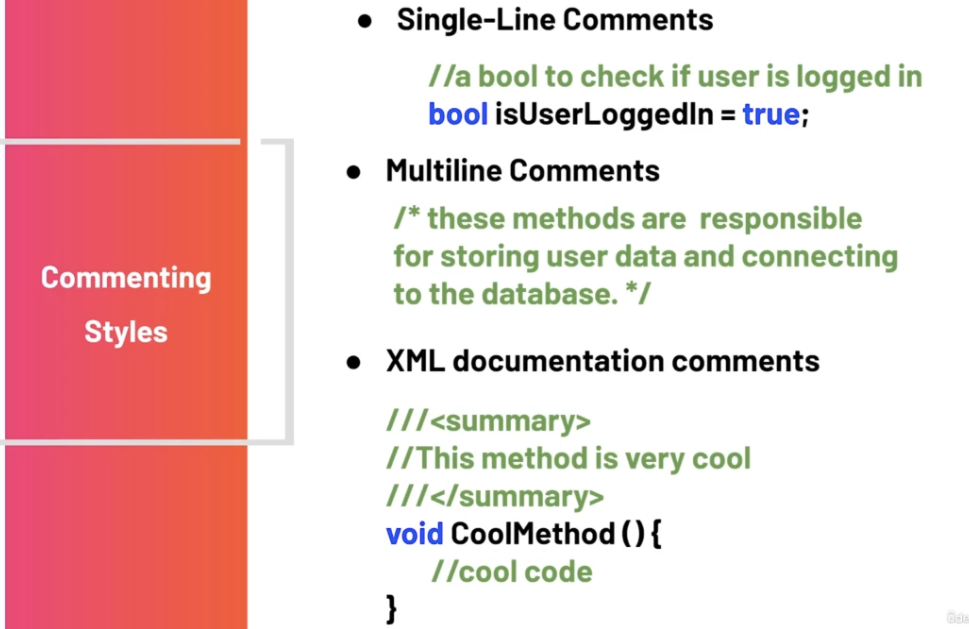 Commenting
Styles
● Single-Line Comments
//a bool to check if user is logged in
bool isUserLoggedIn = true;
● Multiline Comments
/* these methods are responsible
for storing user data and connecting
to the database. */
● XML documentation comments
///<summary>
//This method is very cool
///</summary>
void CoolMethod () {
//cool code
}